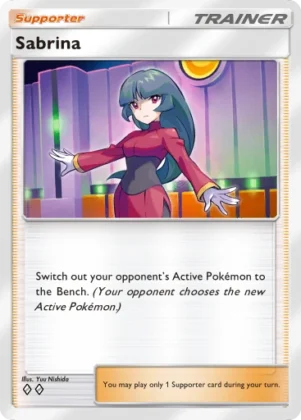 Supporter
TRAINER
Sabrina
Switch out your opponent's Active Pokémon to
the Bench. (Your opponent chooses the new
Active Pokémon.)
Illus. Yuu Nishida
You may play only 1 Supporter card during your turn.